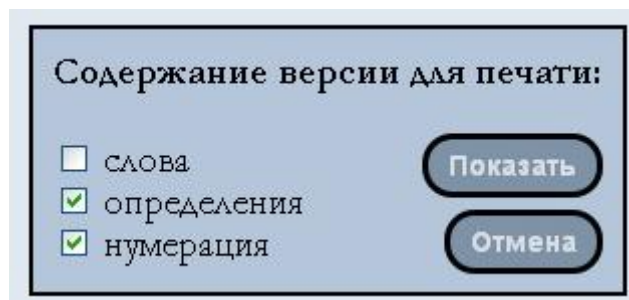 Содержание версии для печати:
слова
Показать
определения
нумерация
Отмена